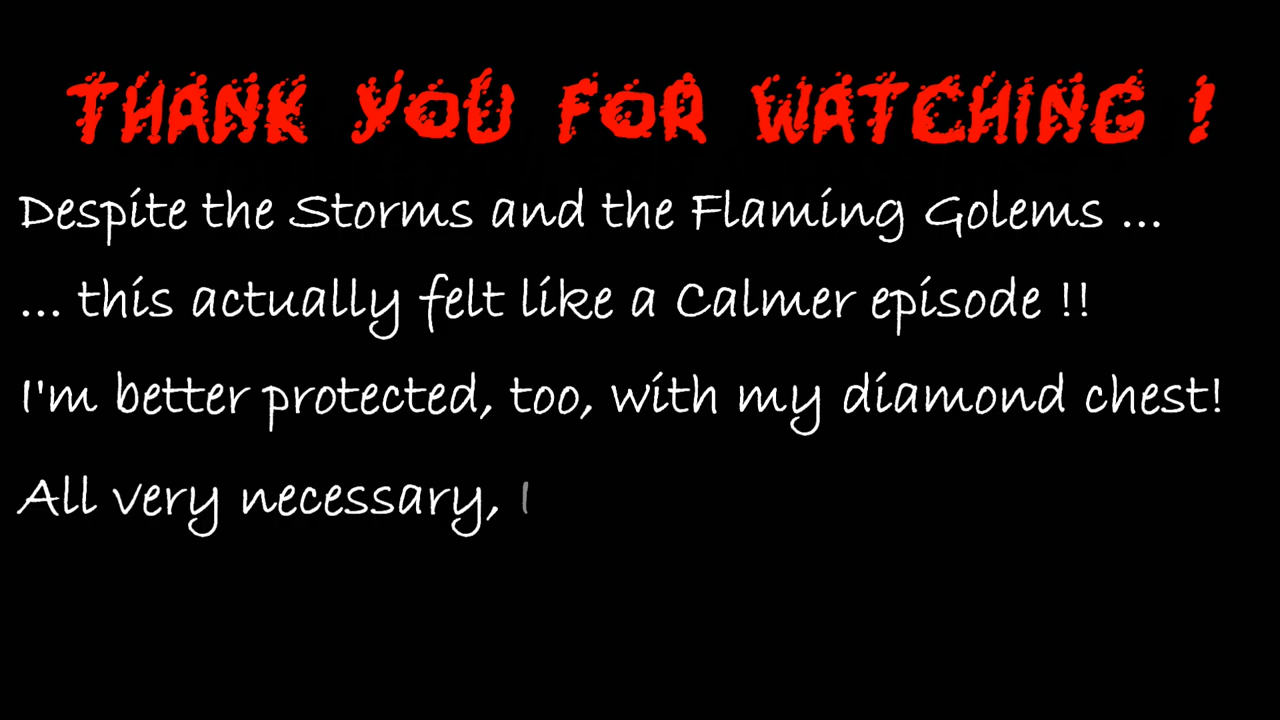 THANK YOU FOR WATCHING !
Despite the Storms and the Flaming Golems ...
... this actually felt like a Calmer episode !!
I'm better protected, too, with my diamond chest!
All very necessary, I